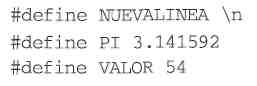 #define NUEVALINEA \n
#define PI 3.141592
#define VALOR 54